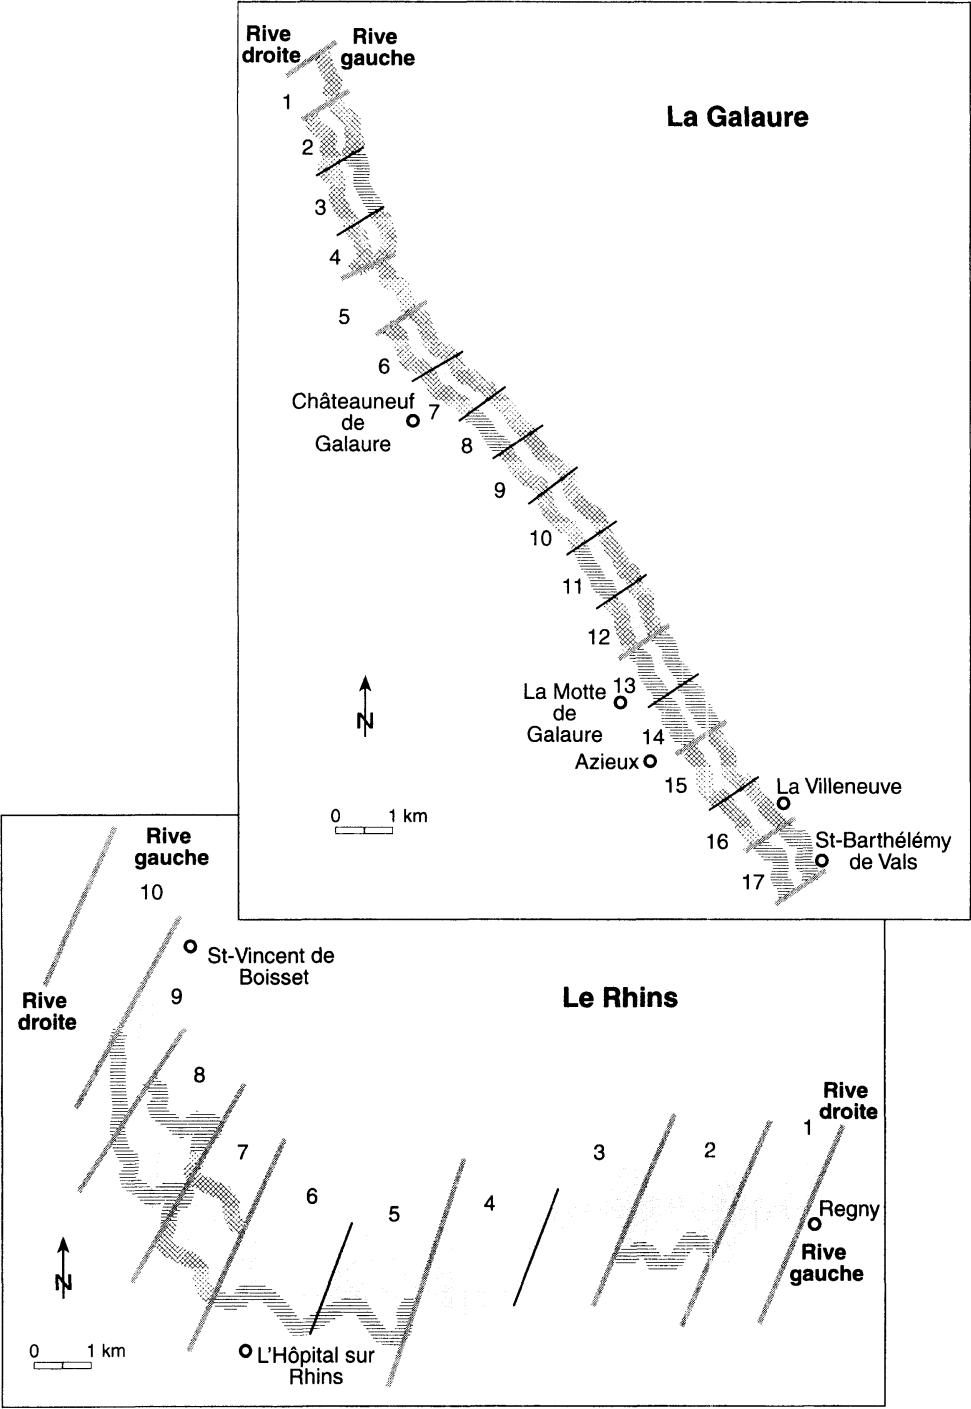 Rive
droite
Rive
gauche
La Galaure
1
2
3
4
5
6
Châteauneuf
de
Galaure
7
8
9
10
11
12
13
La Motte
de
Galaure
14
Azieux
15
La Villeneuve
16
St-Barthélémy
de Vals
17
N
0 1 km
Rive
gauche
10
St-Vincent de
Boisset
Rive
droite
9
Le Rhins
8
7
6
5
4
3
2
1
Rive
droite
Regny
Rive
gauche
N
0 1 km
L'Hôpital sur
Rhins